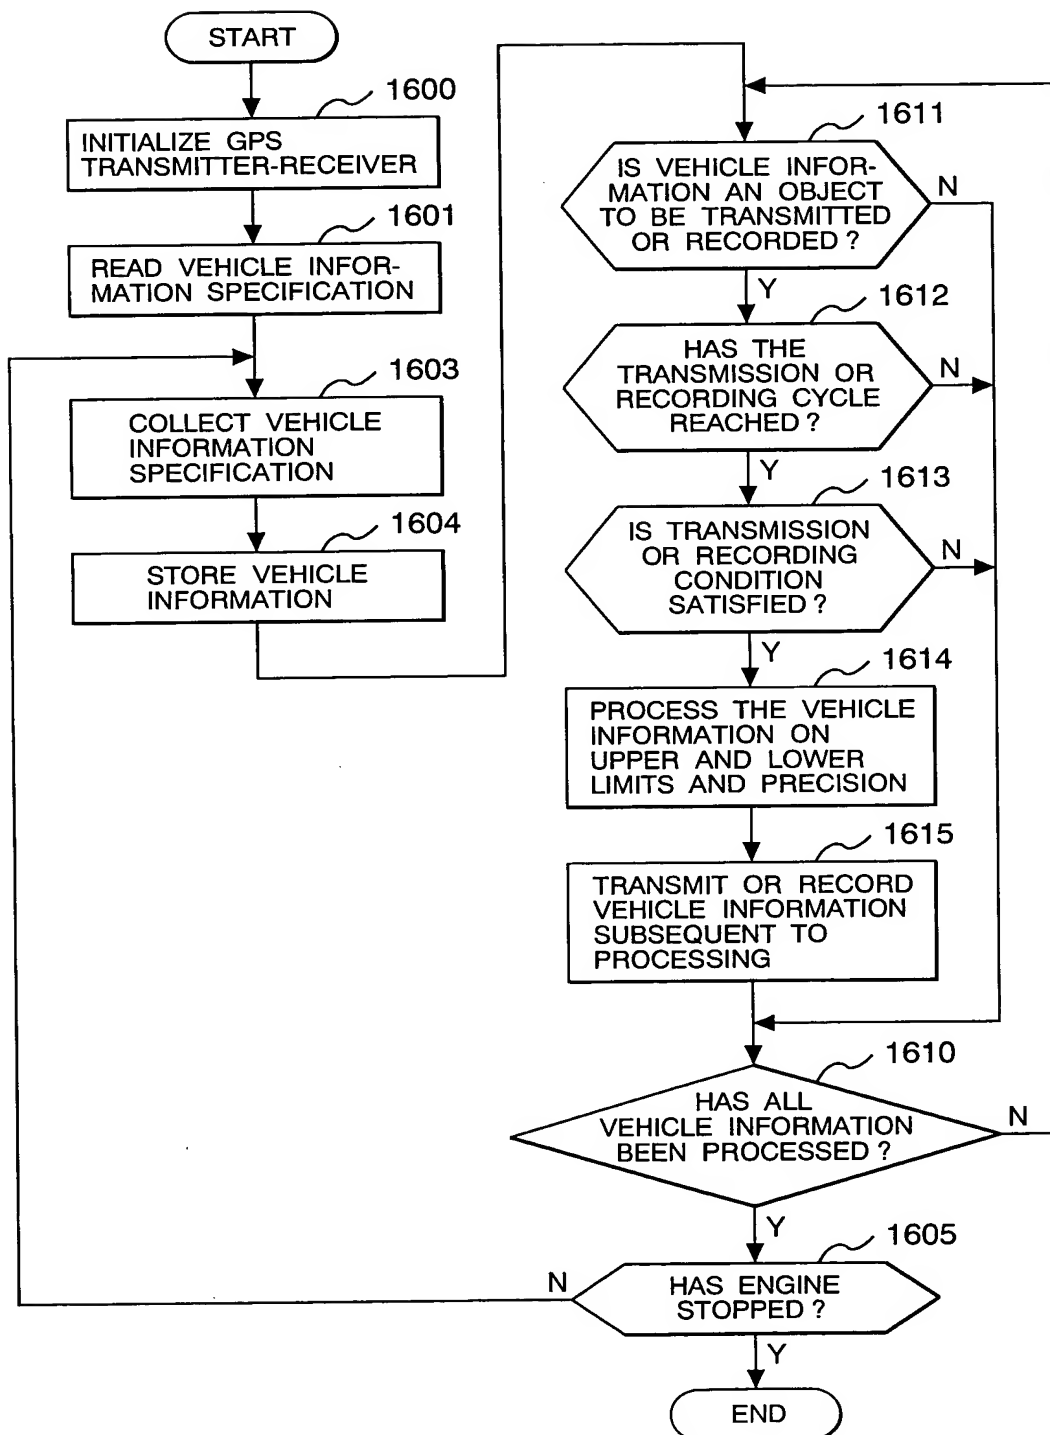 START
1600
INITIALIZE GPS
TRANSMITTER-RECEIVER
1601
READ VEHICLE INFOR-
MATION SPECIFICATION
1603
COLLECT VEHICLE
INFORMATION
SPECIFICATION
1604
STORE VEHICLE
INFORMATION
1611
IS VEHICLE INFOR-
MATION AN OBJECT
TO BE TRANSMITTED
OR RECORDED ?
N
Y
1612
HAS THE
TRANSMISSION OR
RECORDING CYCLE
REACHED ?
N
Y
1613
IS TRANSMISSION
OR RECORDING
CONDITION
SATISFIED ?
N
Y
1614
PROCESS THE VEHICLE
INFORMATION ON
UPPER AND LOWER
LIMITS AND PRECISION
1615
TRANSMIT OR RECORD
VEHICLE INFORMATION
SUBSEQUENT TO
PROCESSING
1610
HAS ALL
VEHICLE INFORMATION
BEEN PROCESSED ?
N
Y
1605
HAS ENGINE
STOPPED ?
N
Y
END